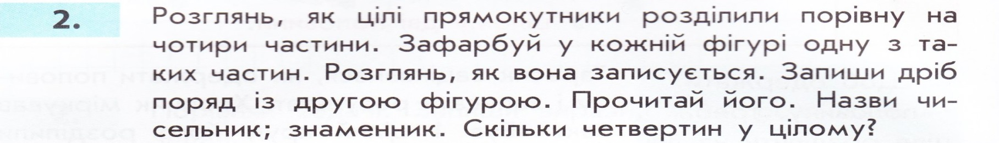 2. Розглянь, як цілі прямокутники розділили порівну на
чотири частини. Зафарбуй у кожній фігурі одну з та-
ких частин. Розглянь, як вона записується. Запиши дріб
поряд із другою фігурою. Прочитай його. Назви чи-
сельник; знаменник. Скільки четвертин у цілому?